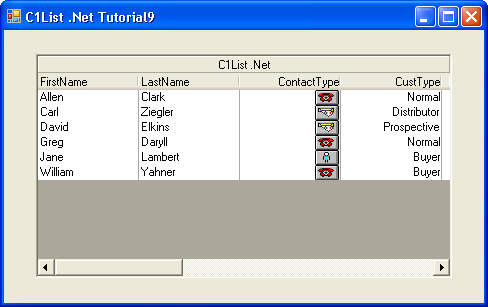 C1List .Net Tutorial9
C1List .Net
FirstName LastName ContactType CustType
Allen Clark Normal
Carl Ziegler Distributor
David Elkins Prospective
Greg Daryll Normal
Jane Lambert Buyer
William Yahner Buyer